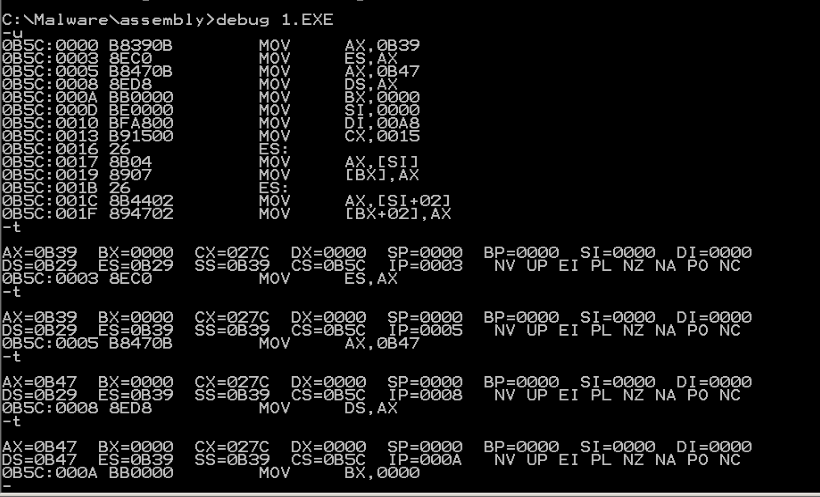 C:\Malware\assembly>debug 1.EXE
-u
0B5C:0000 B8390B MOV AX,0B39
0B5C:0003 8EC0 MOV ES,AX
0B5C:0005 B8470B MOV AX,0B47
0B5C:0008 8ED8 MOV DS,AX
0B5C:000A BB0000 MOV BX,0000
0B5C:000D BE0000 MOV SI,0000
0B5C:0010 BFA800 MOV DI,00A8
0B5C:0013 B91500 MOV CX,0015
0B5C:0016 26 ES:
0B5C:0017 8B04 MOV AX,[SI]
0B5C:0019 8907 MOV [BX],AX
0B5C:001B 26 ES:
0B5C:001C 8B4402 MOV AX,[SI+02]
0B5C:001F 894702 MOV [BX+02],AX
-t
AX=0B39 BX=0000 CX=027C DX=0000 SP=0000 BP=0000 SI=0000 DI=0000
DS=0B29 ES=0B29 SS=0B39 CS=0B5C IP=0003 NV UP EI PL NZ NA PO NC
0B5C:0003 8EC0 MOV ES,AX
-t
AX=0B39 BX=0000 CX=027C DX=0000 SP=0000 BP=0000 SI=0000 DI=0000
DS=0B29 ES=0B39 SS=0B39 CS=0B5C IP=0005 NV UP EI PL NZ NA PO NC
0B5C:0005 B8470B MOV AX,0B47
-t
AX=0B47 BX=0000 CX=027C DX=0000 SP=0000 BP=0000 SI=0000 DI=0000
DS=0B29 ES=0B39 SS=0B39 CS=0B5C IP=0008 NV UP EI PL NZ NA PO NC
0B5C:0008 8ED8 MOV DS,AX
-t
AX=0B47 BX=0000 CX=027C DX=0000 SP=0000 BP=0000 SI=0000 DI=0000
DS=0B47 ES=0B39 SS=0B39 CS=0B5C IP=000A NV UP EI PL NZ NA PO NC
0B5C:000A BB0000 MOV BX,0000
-